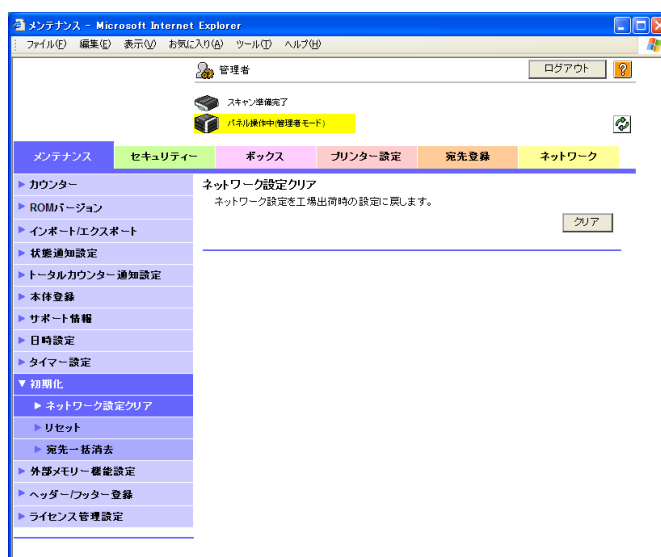 メンテナンス - Microsoft Internet Explorer
ファイル(F) 編集(E) 表示(V) お気に入り(A) ツール(T) ヘルプ(H)
管理者 ログアウト ?
スキャン準備完了
パネル操作中(管理者モード)
メンテナンス セキュリティー ボックス プリンター設定 宛先登録 ネットワーク
カウンター
ROMバージョン
インポート/エクスポート
状態通知設定
トータルカウンター通知設定
本体登録
サポート情報
日時設定
タイマー設定
初期化
ネットワーク設定クリア
リセット
宛先一括消去
外部メモリー機能設定
ヘッダー/フッター登録
ライセンス管理設定
ネットワーク設定クリア
ネットワーク設定を工場出荷時の設定に戻します。
クリア